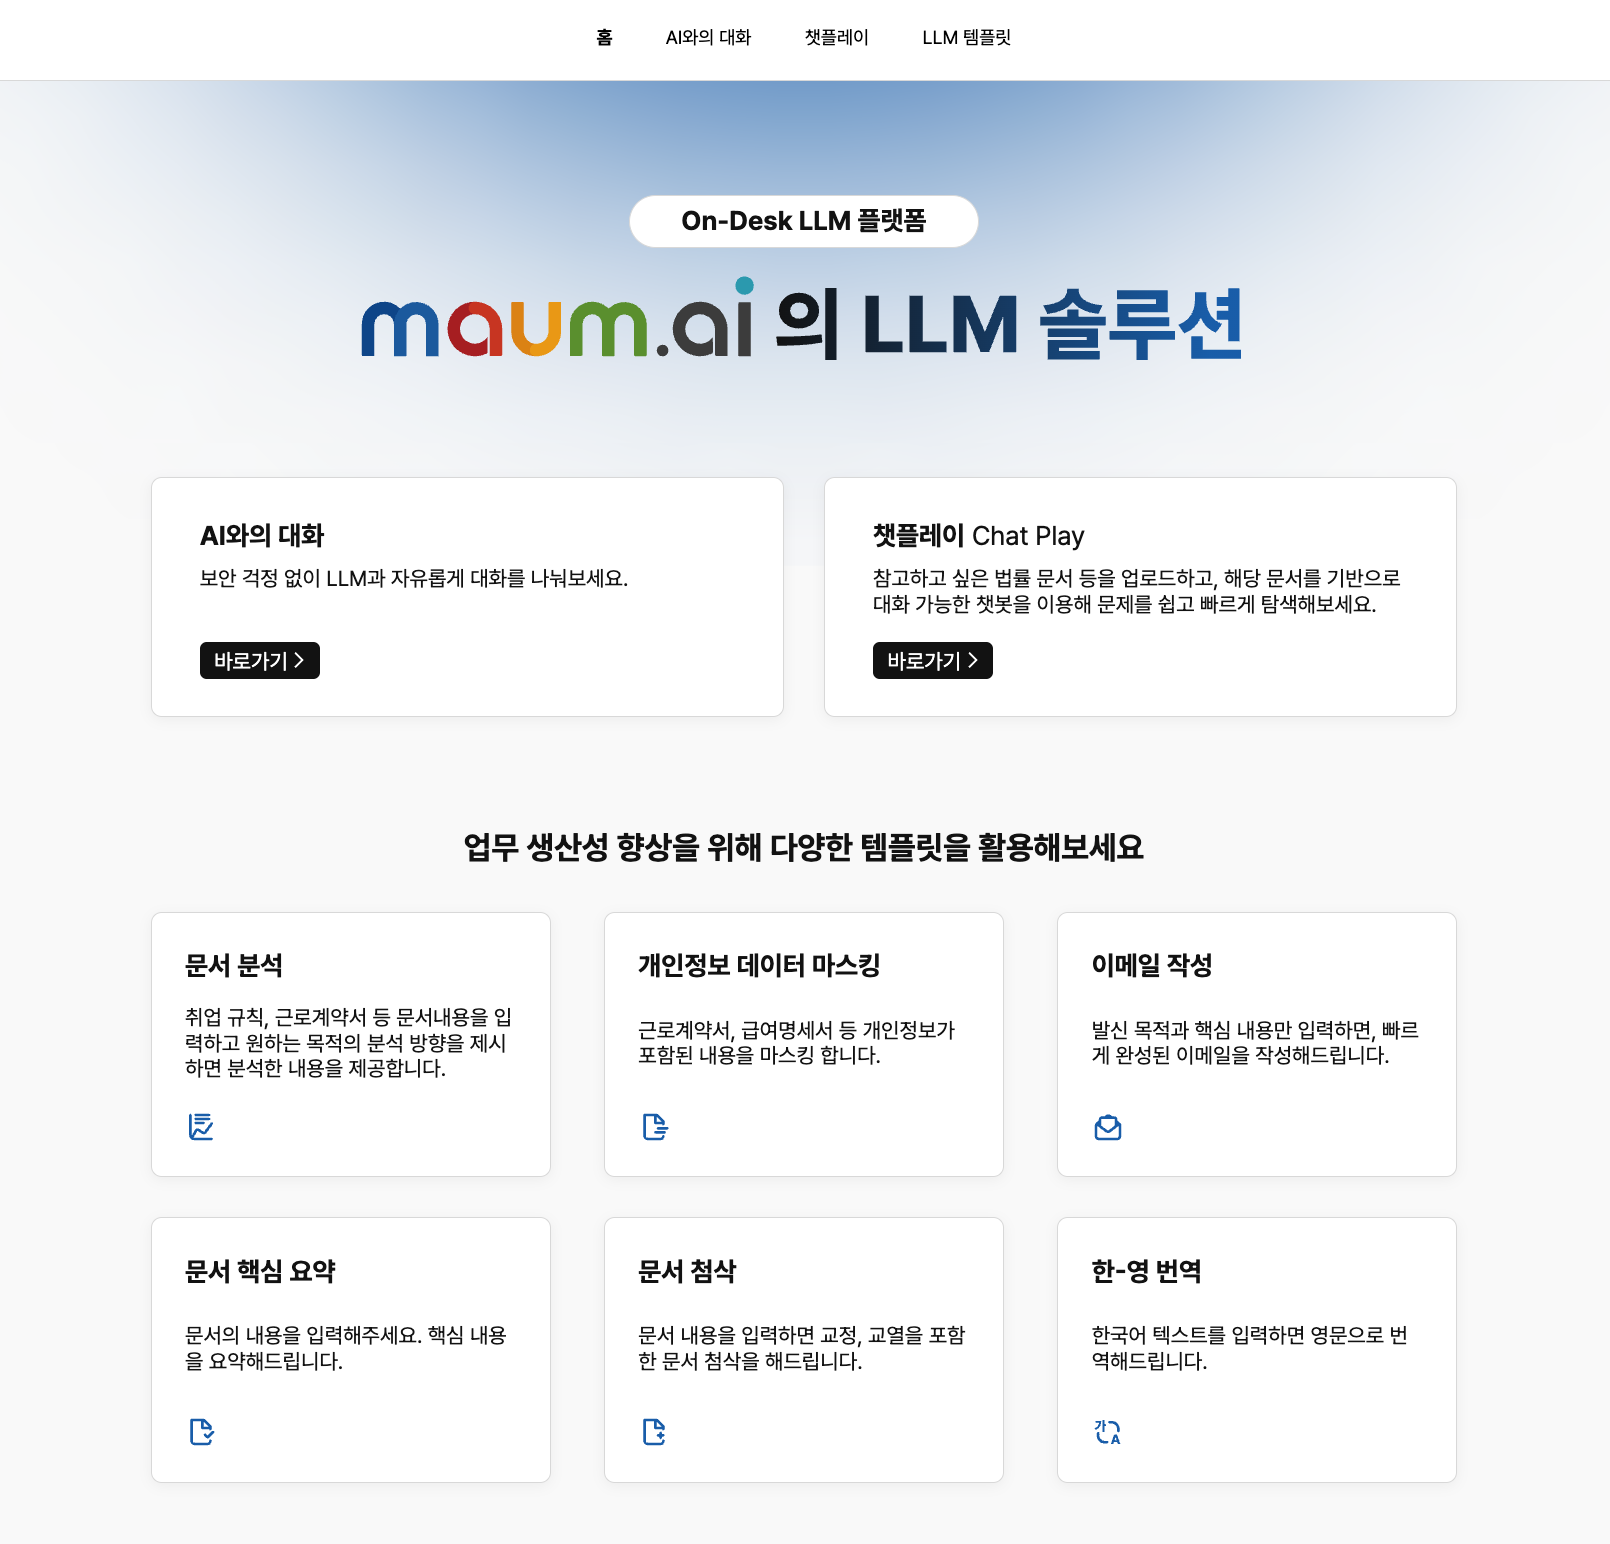 홈
AI와의 대화
챗플레이
LLM 템플릿
On-Desk LLM 플랫폼
maum.ai 의 LLM 솔루션
AI와의 대화
보안 걱정 없이 LLM과 자유롭게 대화를 나눠보세요.
바로가기 >
챗플레이 Chat Play
참고하고 싶은 법률 문서 등을 업로드하고, 해당 문서를 기반으로
대화 가능한 챗봇을 이용해 문제를 쉽고 빠르게 탐색해보세요.
바로가기 >
업무 생산성 향상을 위해 다양한 템플릿을 활용해보세요
문서 분석
취업 규칙, 근로계약서 등 문서내용을 입
력하고 원하는 목적의 분석 방향을 제시
하면 분석한 내용을 제공합니다.
개인정보 데이터 마스킹
근로계약서, 급여명세서 등 개인정보가
포함된 내용을 마스킹 합니다.
이메일 작성
발신 목적과 핵심 내용만 입력하면, 빠르
게 완성된 이메일을 작성해드립니다.
문서 핵심 요약
문서의 내용을 입력해주세요. 핵심 내용
을 요약해드립니다.
문서 첨삭
문서 내용을 입력하면 교정, 교열을 포함
한 문서 첨삭을 해드립니다.
한-영 번역
한국어 텍스트를 입력하면 영문으로 번
역해드립니다.
가
A